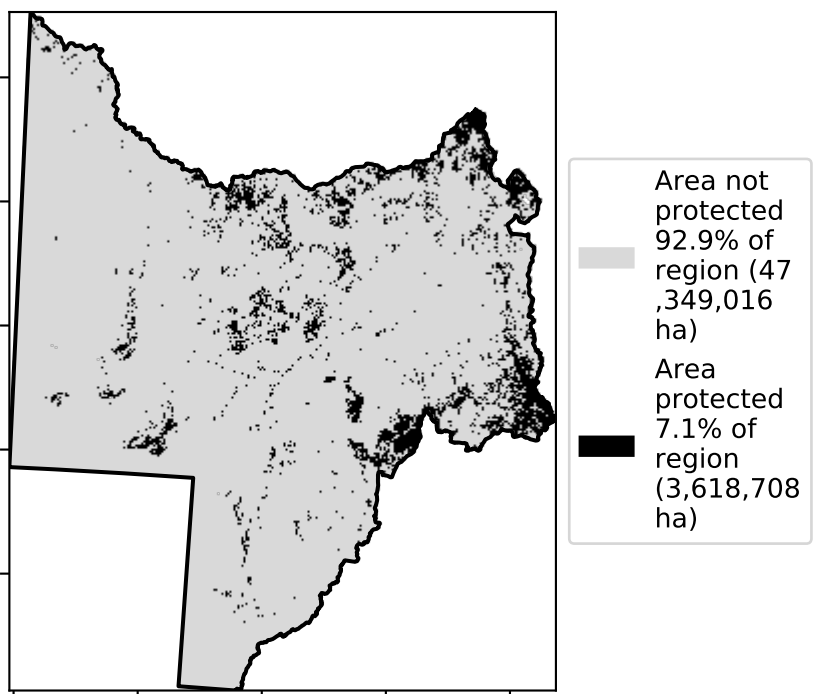 Area not
protected
92.9% of
region (47
,349,016
ha)
Area
protected
7.1% of
region
(3,618,708
ha)